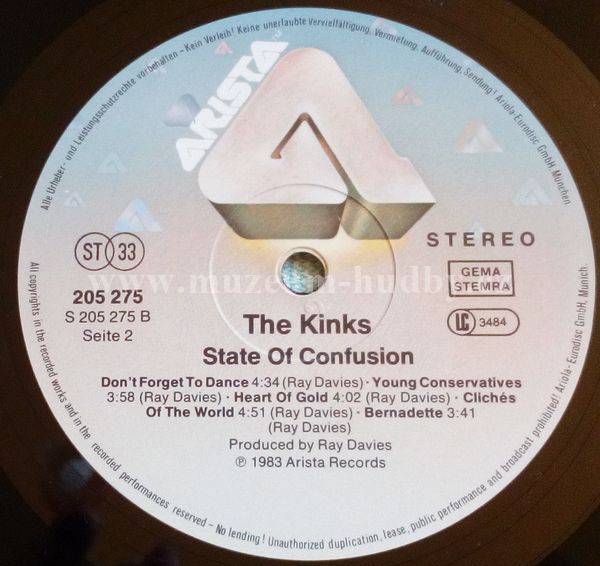 Alle Urheber- und Leistungsschutzrechte vorbehalten – Kein Verleih! Keine unerlaubte Vervielfältigung, Vermietung, Aufführung, Sendung! Ariola-Eurodisc GmbH, München.
ARISTA
STEREO
ST 33
GEMA
STEMRA
205 275
S 205 275 B
Seite 2
LC 3484
www.muzeum-hudby.cz
The Kinks
State Of Confusion
Don't Forget To Dance 4:34 (Ray Davies) · Young Conservatives
3:58 (Ray Davies) · Heart Of Gold 4:02 (Ray Davies) · Clichés
Of The World 4:51 (Ray Davies) · Bernadette 3:41
(Ray Davies)
Produced by Ray Davies
℗ 1983 Arista Records
All copyrights in the recorded works and in the recorded performances reserved – No lending! Unauthorized duplication, lease, public performance and broadcast prohibited! Ariola-Eurodisc GmbH, Munich.